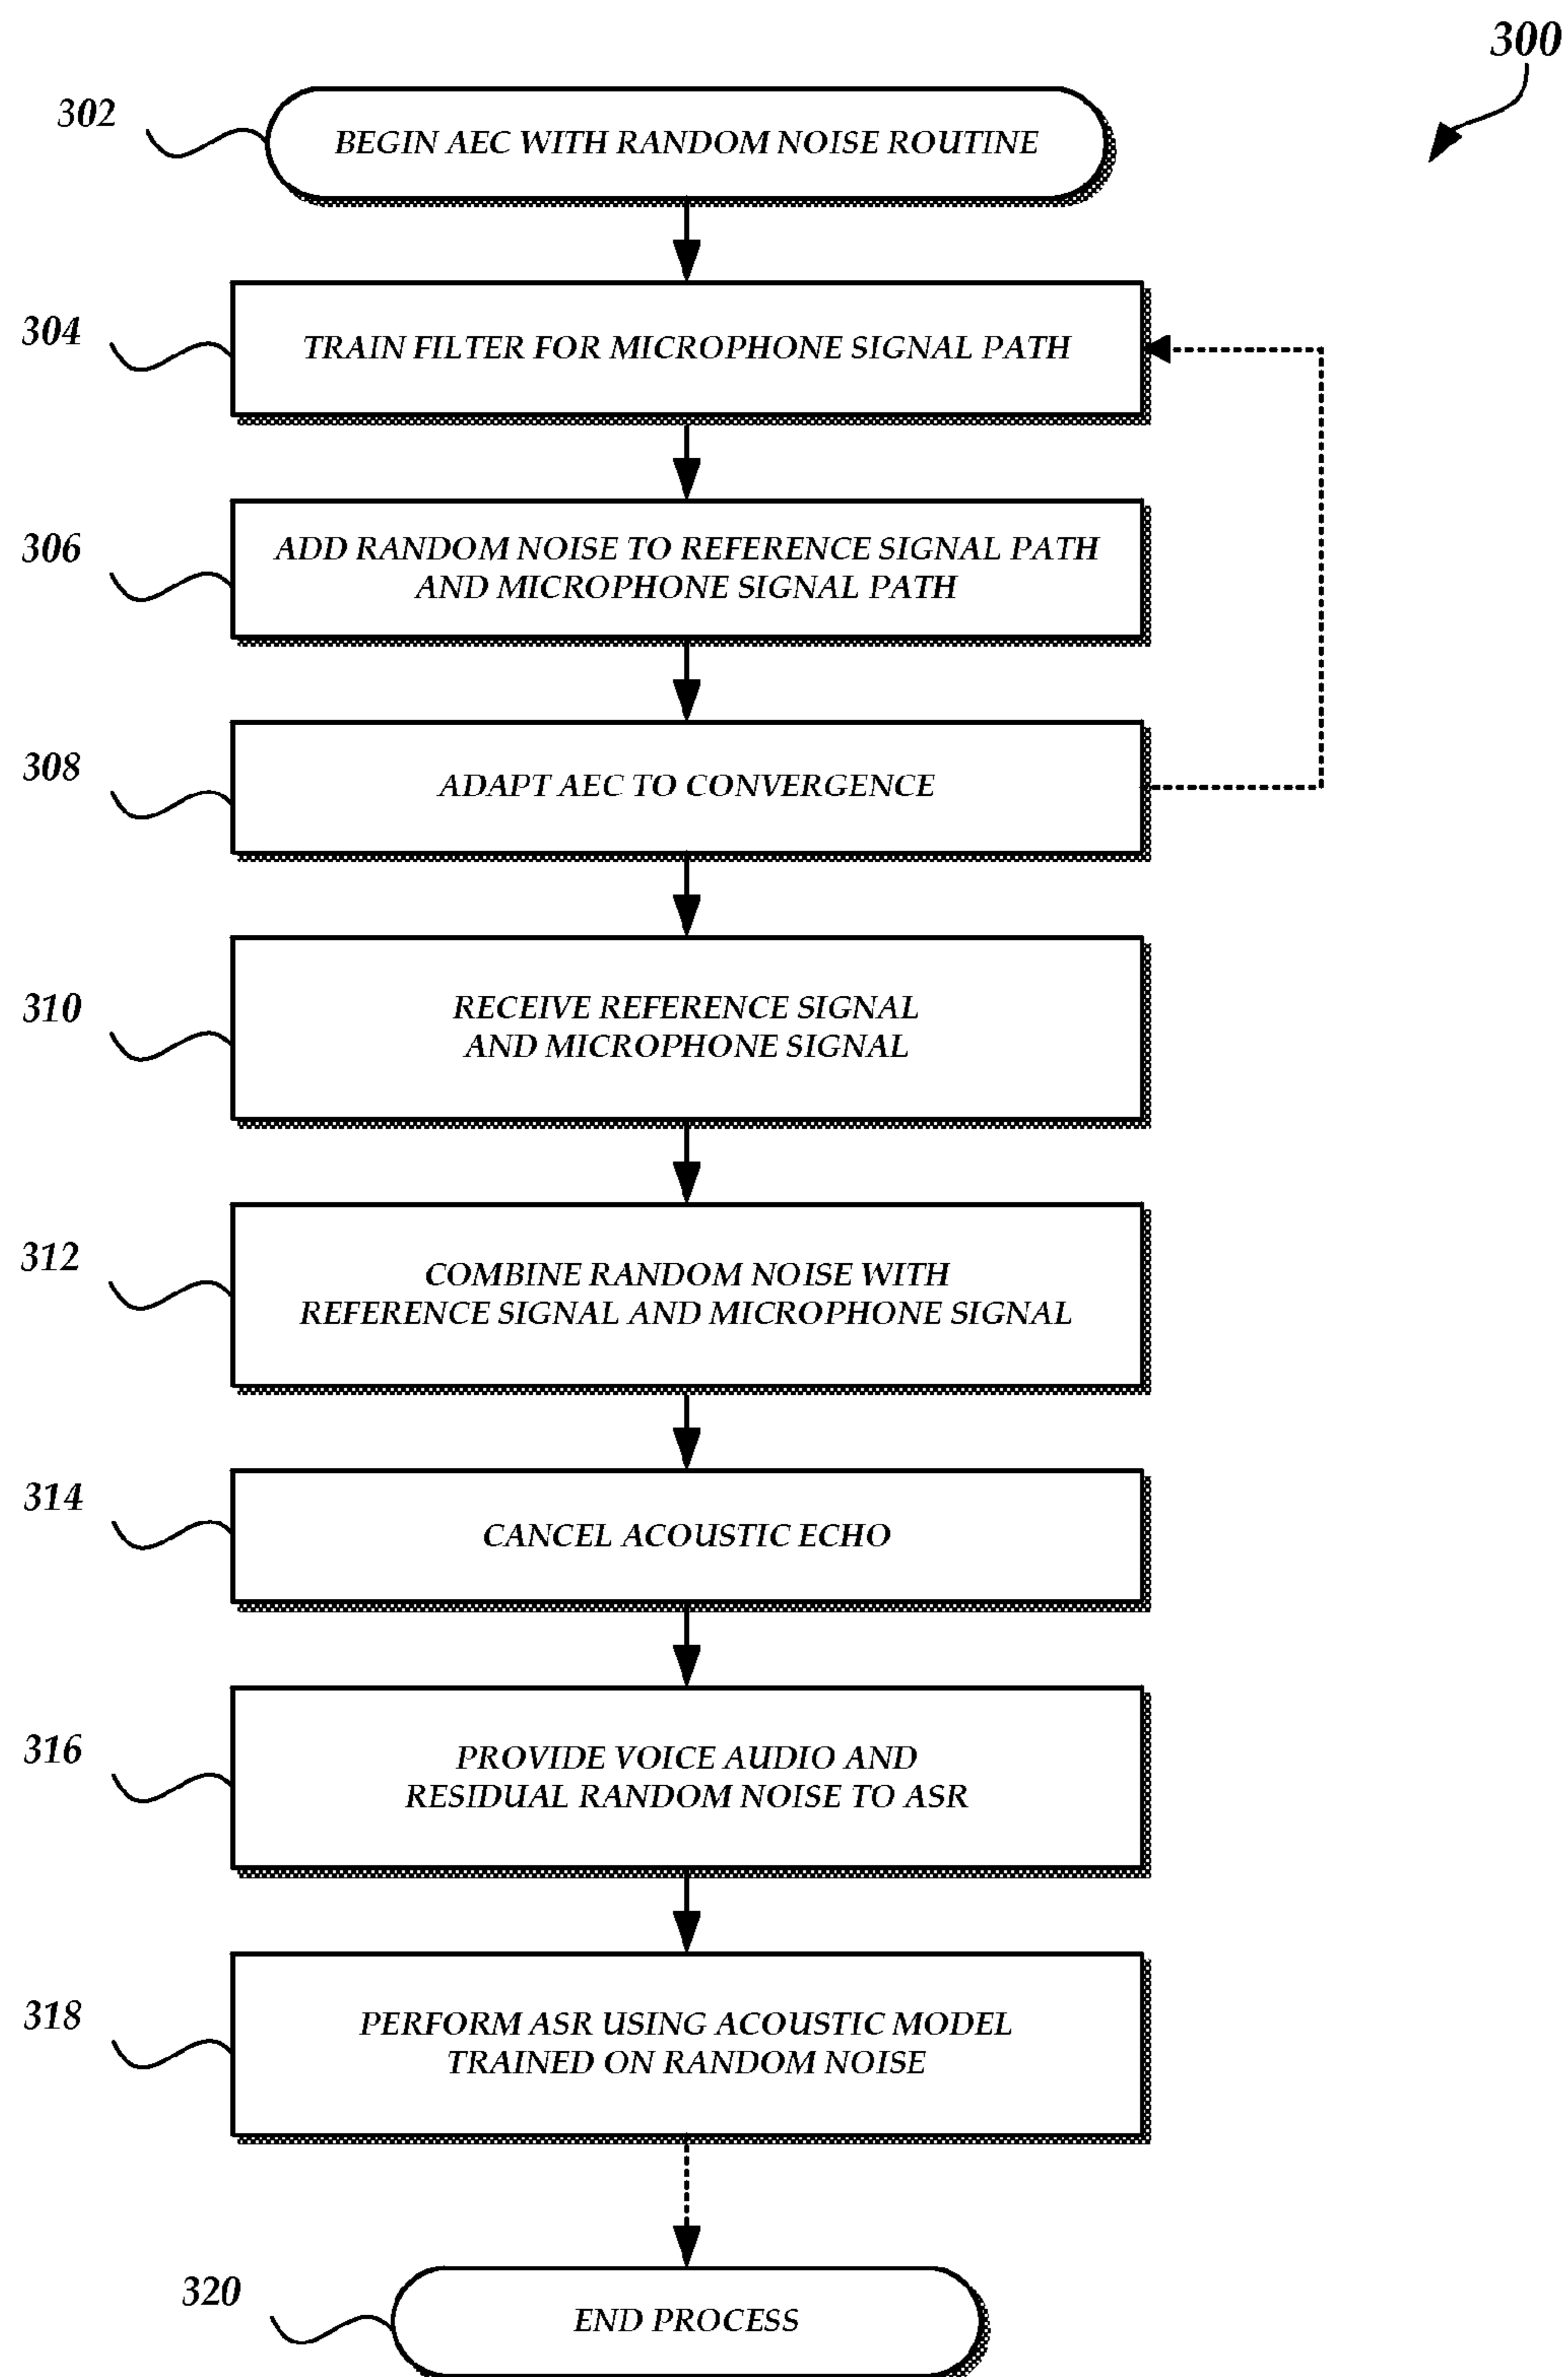 300
302
BEGIN AEC WITH RANDOM NOISE ROUTINE
304
TRAIN FILTER FOR MICROPHONE SIGNAL PATH
306
ADD RANDOM NOISE TO REFERENCE SIGNAL PATH
AND MICROPHONE SIGNAL PATH
308
ADAPT AEC TO CONVERGENCE
310
RECEIVE REFERENCE SIGNAL
AND MICROPHONE SIGNAL
312
COMBINE RANDOM NOISE WITH
REFERENCE SIGNAL AND MICROPHONE SIGNAL
314
CANCEL ACOUSTIC ECHO
316
PROVIDE VOICE AUDIO AND
RESIDUAL RANDOM NOISE TO ASR
318
PERFORM ASR USING ACOUSTIC MODEL
TRAINED ON RANDOM NOISE
320
END PROCESS